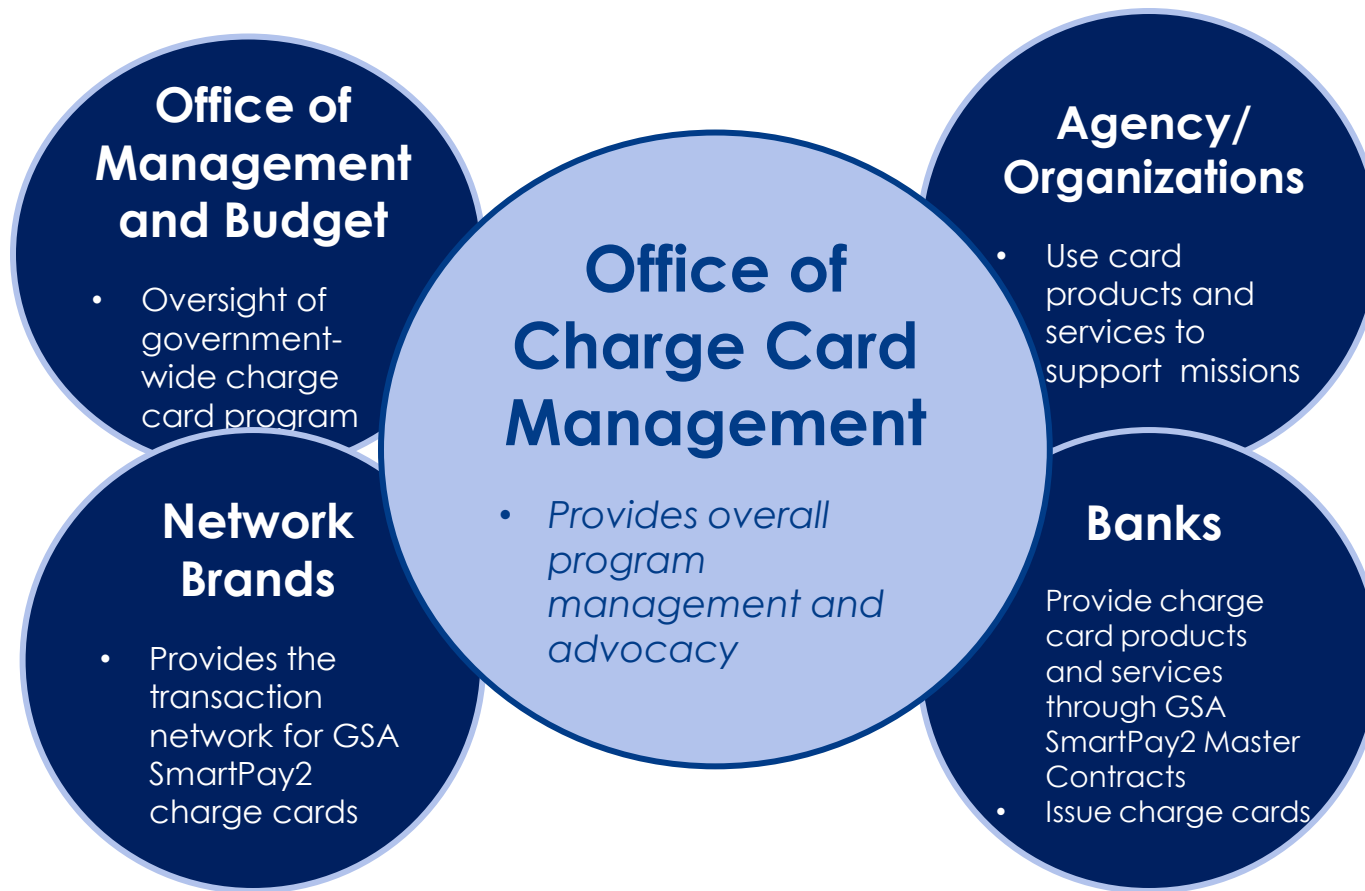 Office of
Management
and Budget
• Oversight of
government-
wide charge
card program
Agency/
Organizations
• Use card
products and
services to
support missions
Office of
Charge Card
Management
• Provides overall
program
management and
advocacy
Network
Brands
• Provides the
transaction
network for GSA
SmartPay2
charge cards
Banks
Provide charge
card products
and services
through GSA
SmartPay2 Master
Contracts
• Issue charge cards